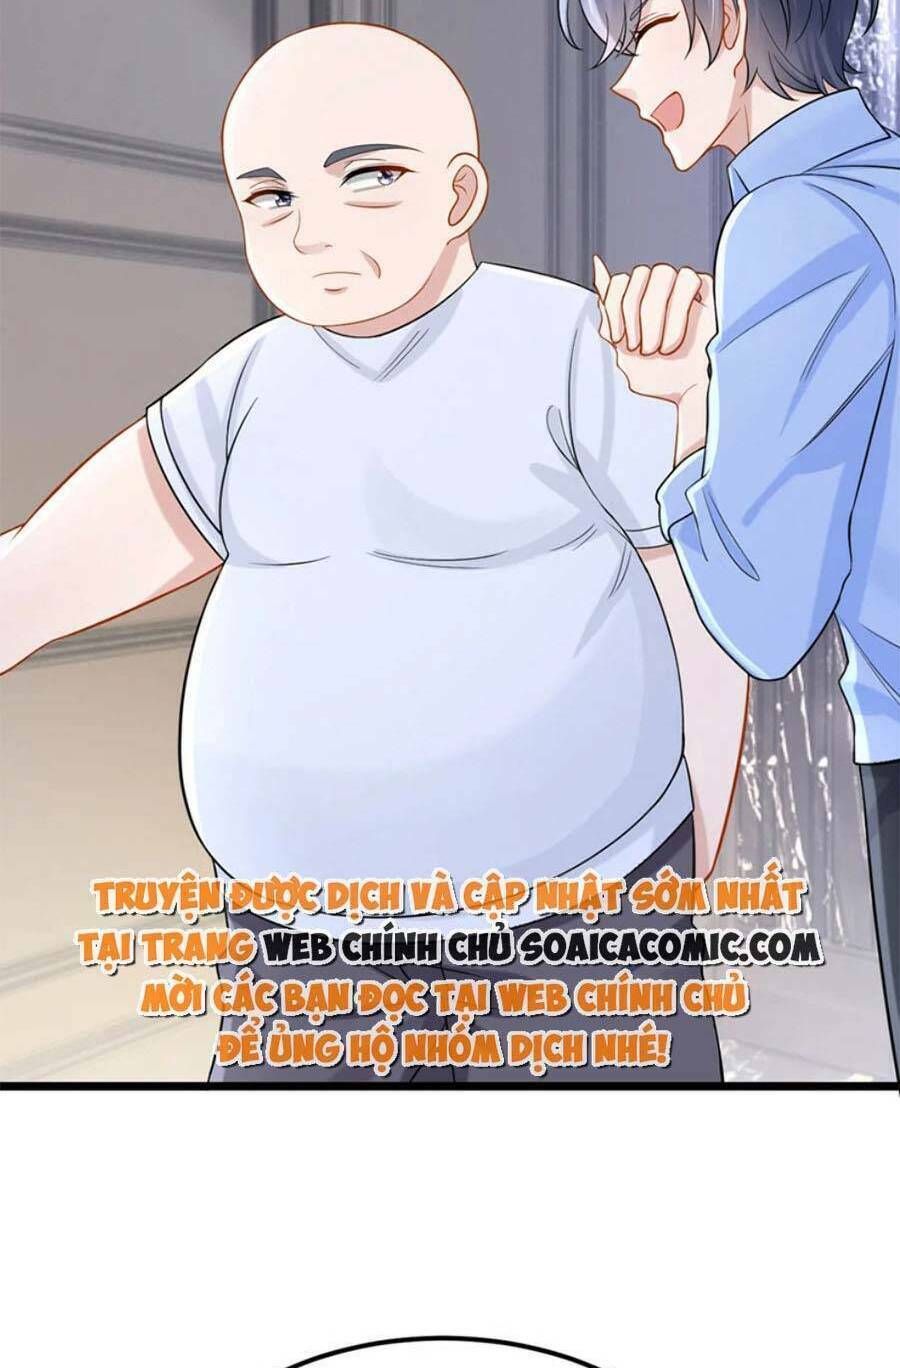 TRUYỆN ĐƯỢC DỊCH VÀ CẬP NHẬT SỚM NHẤT
TẠI TRANG WEB CHÍNH CHỦ SOAICACOMIC.COM
MỜI CÁC BẠN ĐỌC TẠI WEB CHÍNH CHỦ
ĐỂ ỦNG HỘ NHÓM DỊCH NHÉ!